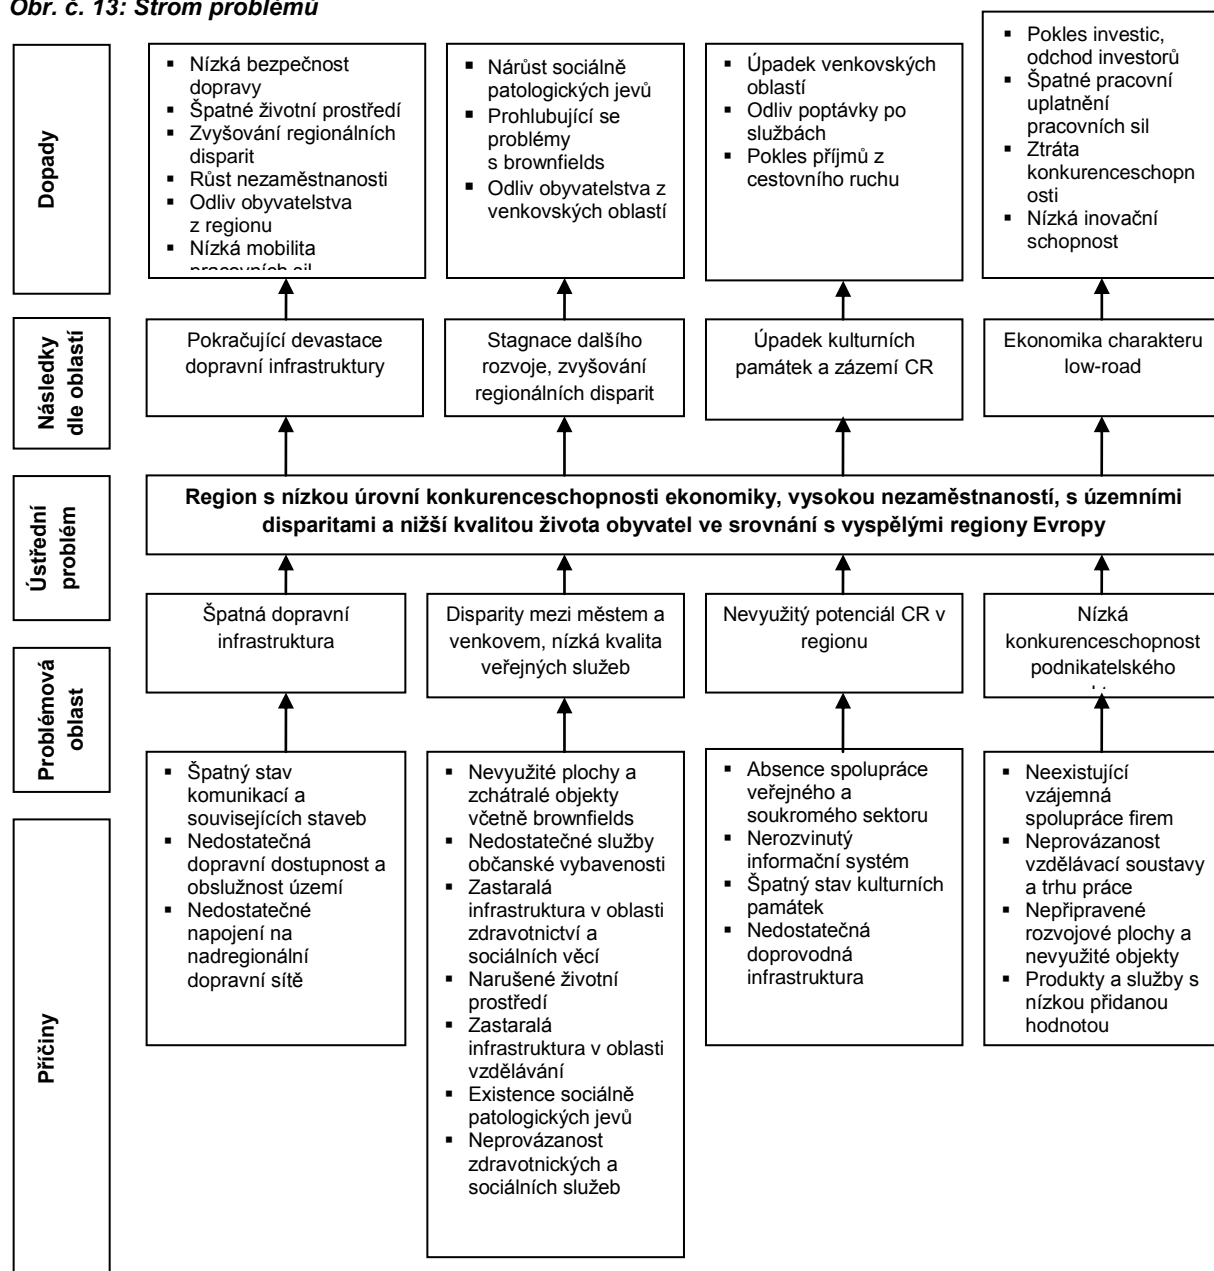 Obr. č. 13: Strom problémů
Dopady
▪ Nízká bezpečnost
dopravy
▪ Špatné životní prostředí
▪ Zvyšování regionálních
disparit
▪ Růst nezaměstnanosti
▪ Odliv obyvatelstva
z regionu
▪ Nízká mobilita
pracovních sil
▪ Nárůst sociálně
patologických jevů
▪ Prohlubující se
problémy
s brownfields
▪ Odliv obyvatelstva z
venkovských oblastí
▪ Úpadek venkovských
oblastí
▪ Odliv poptávky po
službách
▪ Pokles příjmů z
cestovního ruchu
▪ Pokles investic,
odchod investorů
▪ Špatné pracovní
uplatnění
pracovních sil
▪ Ztráta
konkurenceschopn
osti
▪ Nízká inovační
schopnost
Následky
dle oblastí
Pokračující devastace
dopravní infrastruktury
Stagnace dalšího
rozvoje, zvyšování
regionálních disparit
Úpadek kulturních
památek a zázemí CR
Ekonomika charakteru
low-road
Ústřední
problém
Region s nízkou úrovní konkurenceschopnosti ekonomiky, vysokou nezaměstnaností, s územními
disparitami a nižší kvalitou života obyvatel ve srovnání s vyspělými regiony Evropy
Problémová
oblast
Špatná dopravní
infrastruktura
Disparity mezi městem a
venkovem, nízká kvalita
veřejných služeb
Nevyužitý potenciál CR v
regionu
Nízká
konkurenceschopnost
podnikatelského
Příčiny
▪ Špatný stav
komunikací a
souvisejících staveb
▪ Nedostatečná
dopravní dostupnost a
obslužnost území
▪ Nedostatečné
napojení na
nadregionální
dopravní sítě
▪ Nevyužité plochy a
zchátralé objekty
včetně brownfields
▪ Nedostatečné služby
občanské vybavenosti
▪ Zastaralá
infrastruktura v oblasti
zdravotnictví a
sociálních věcí
▪ Narušené životní
prostředí
▪ Zastaralá
infrastruktura v oblasti
vzdělávání
▪ Existence sociálně
patologických jevů
▪ Neprovázanost
zdravotnických a
sociálních služeb
▪ Absence spolupráce
veřejného a
soukromého sektoru
▪ Nerozvinutý
informační systém
▪ Špatný stav kulturních
památek
▪ Nedostatečná
doprovodná
infrastruktura
▪ Neexistující
vzájemná
spolupráce firem
▪ Neprovázanost
vzdělávací soustavy
a trhu práce
▪ Nepřipravené
rozvojové plochy a
nevyužité objekty
▪ Produkty a služby s
nízkou přidanou
hodnotou